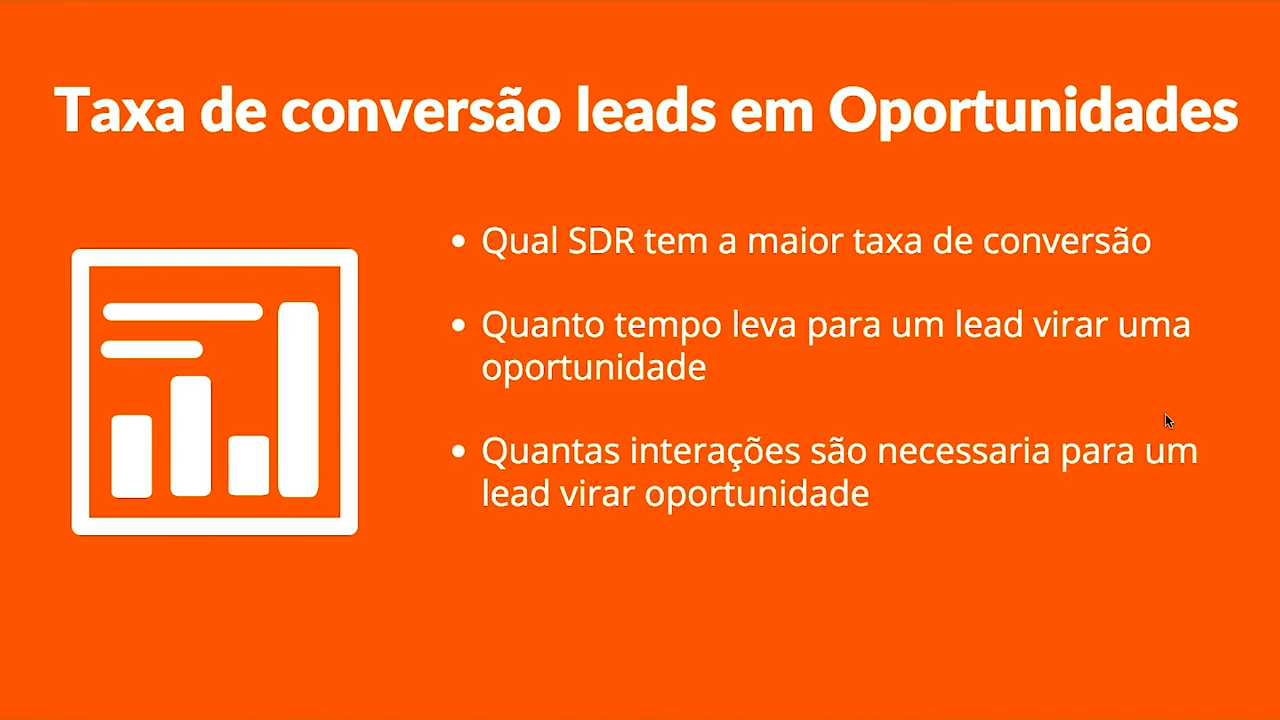 Taxa de conversão leads em Oportunidades
• Qual SDR tem a maior taxa de conversão
• Quanto tempo leva para um lead virar uma
oportunidade
• Quantas interações são necessaria para um
lead virar oportunidade